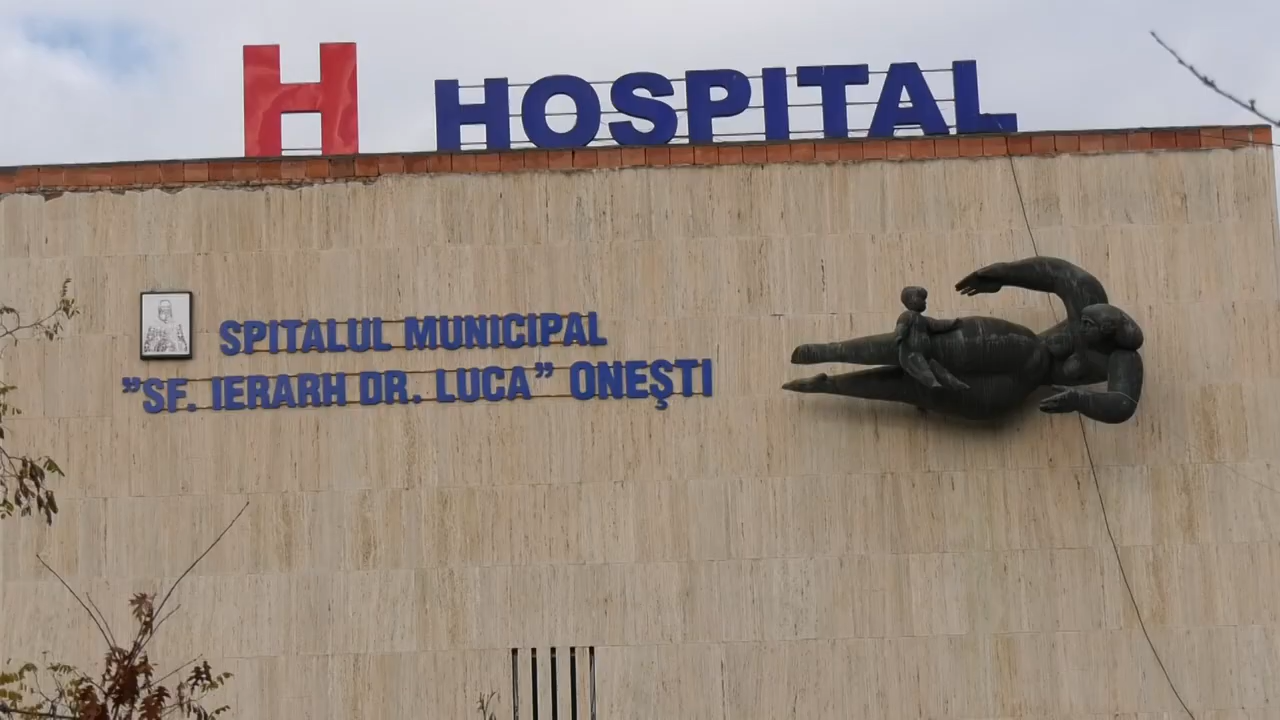 H HOSPITAL
SPITALUL MUNICIPAL
"SF. IERARH DR. LUCA" ONEŞTI